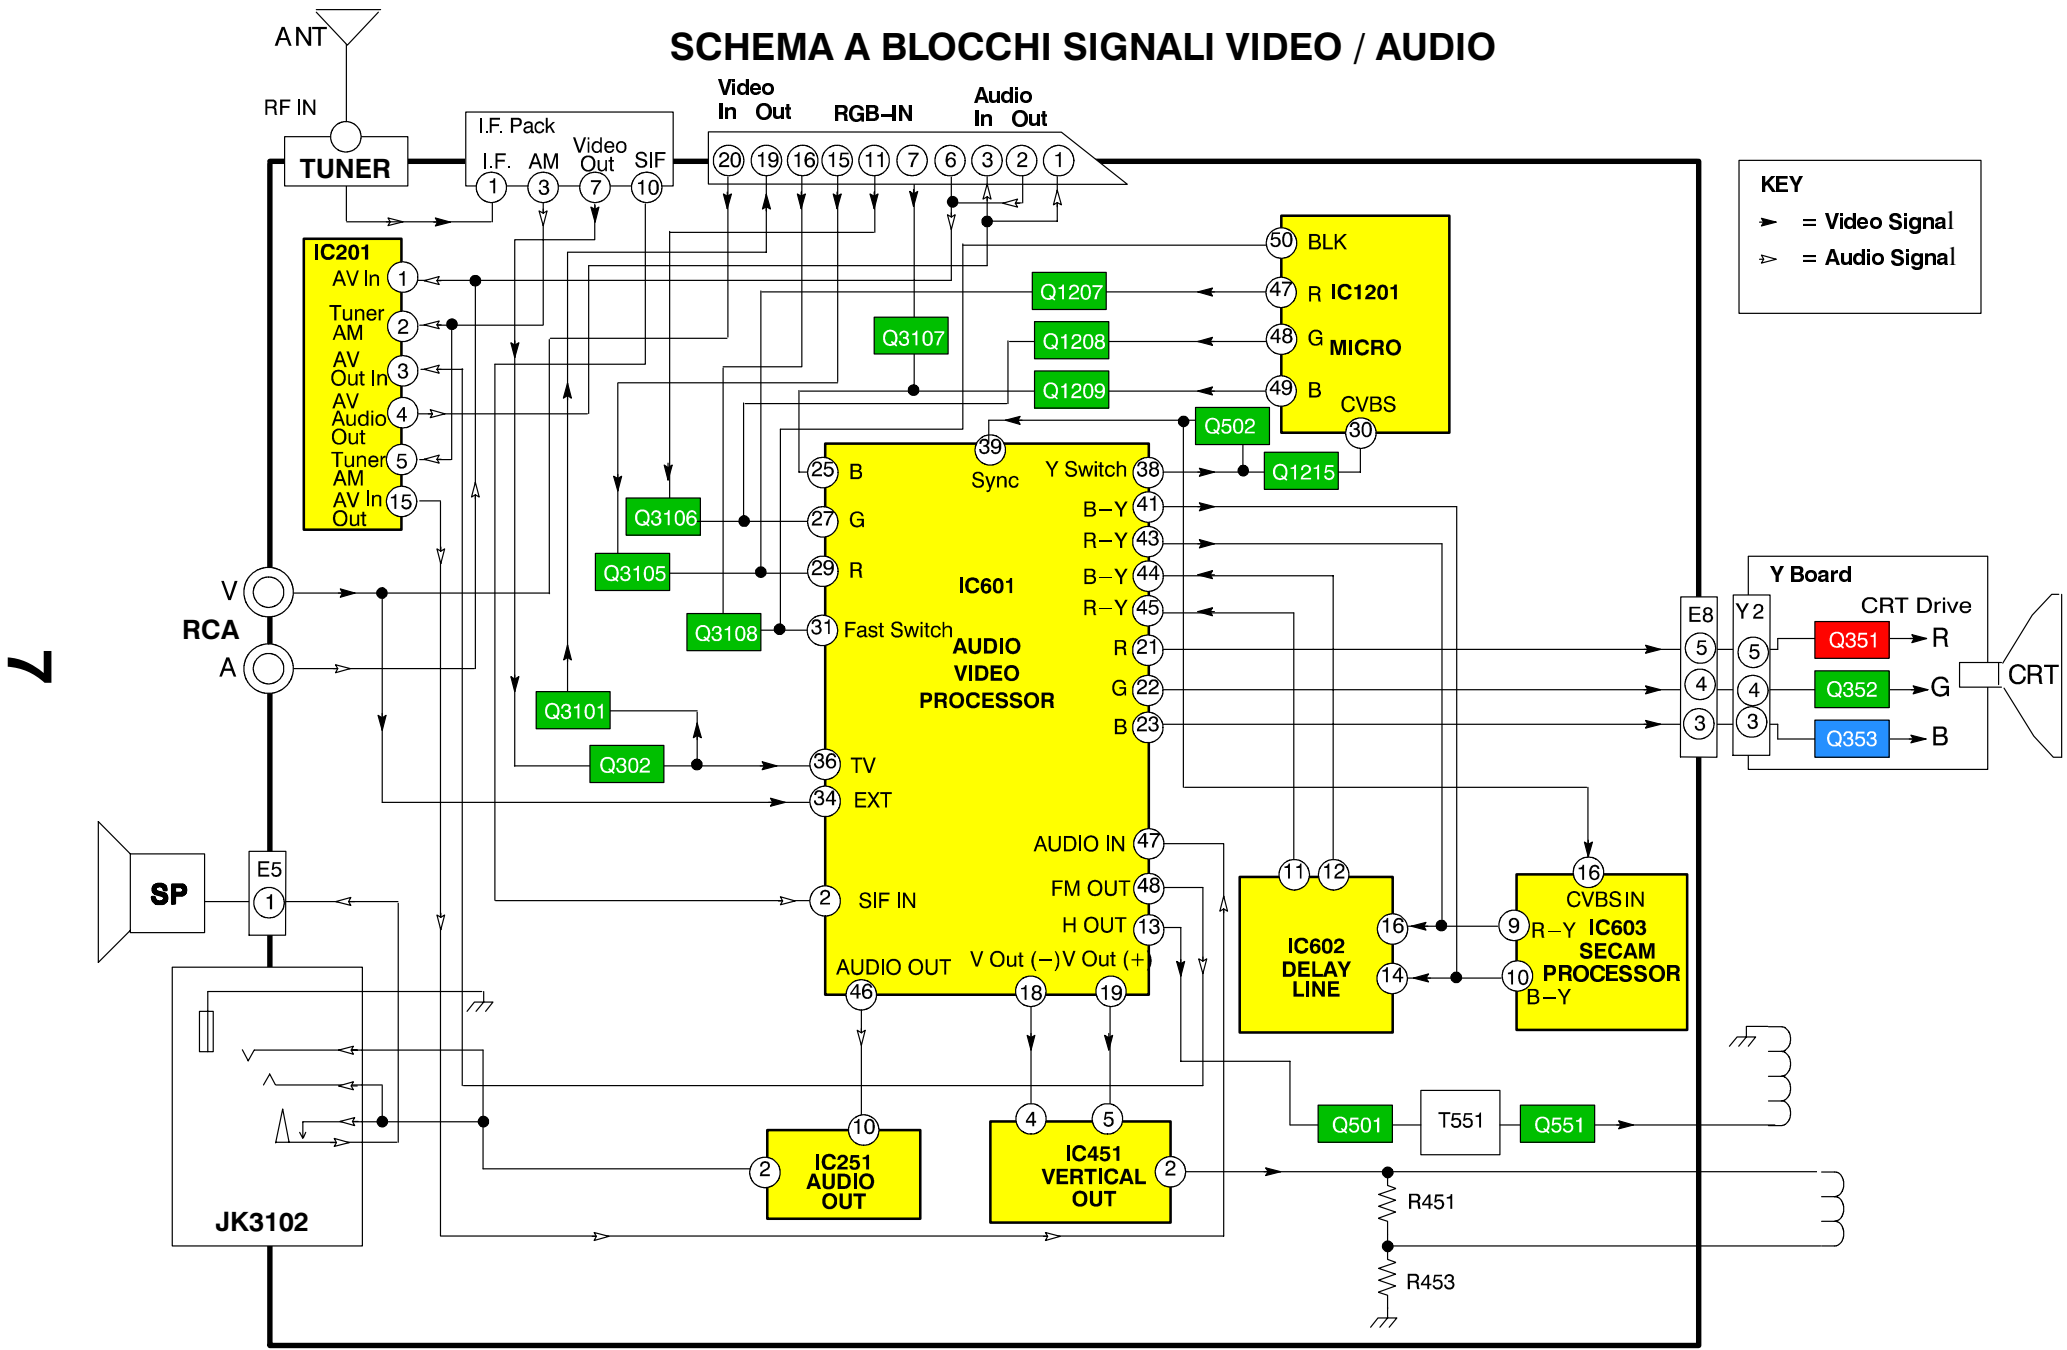 SCHEMA A BLOCCHI SIGNALI VIDEO / AUDIO
ANT
RF IN
TUNER
I.F. Pack
I.F. AM Video Out SIF
1 3 7 10
Video
In Out
RGB-IN
Audio
In Out
20 19 16 15 11 7 6 3 2 1
KEY
= Video Signal
= Audio Signal
IC201
AV In 1
Tuner AM 2
AV Out In 3
AV Audio Out 4
Tuner AM 5
AV In Out 15
50 BLK
47 R
48 G
49 B
IC1201
MICRO
CVBS
30
Q1207
Q1208
Q1209
Q3107
Q502
Q1215
Q3106
Q3105
Q3108
Q3101
Q302
V
RCA
A
7
25 B
27 G
29 R
31 Fast Switch
36 TV
34 EXT
2 SIF IN
39
Sync
IC601
AUDIO
VIDEO
PROCESSOR
Y Switch 38
B-Y 41
R-Y 43
B-Y 44
R-Y 45
R 21
G 22
B 23
AUDIO IN 47
FM OUT 48
H OUT 13
V Out (-) V Out (+)
AUDIO OUT
46 18 19
E8
5
4
3
Y2
5
4
3
Y Board
CRT Drive
Q351 R
Q352 G
Q353 B
CRT
SP
E5
1
JK3102
11 12
16
14
IC602
DELAY
LINE
16
CVBS IN
9 R-Y
10 B-Y
IC603
SECAM
PROCESSOR
10
2
IC251
AUDIO
OUT
4 5
2
IC451
VERTICAL
OUT
Q501
T551
Q551
R451
R453